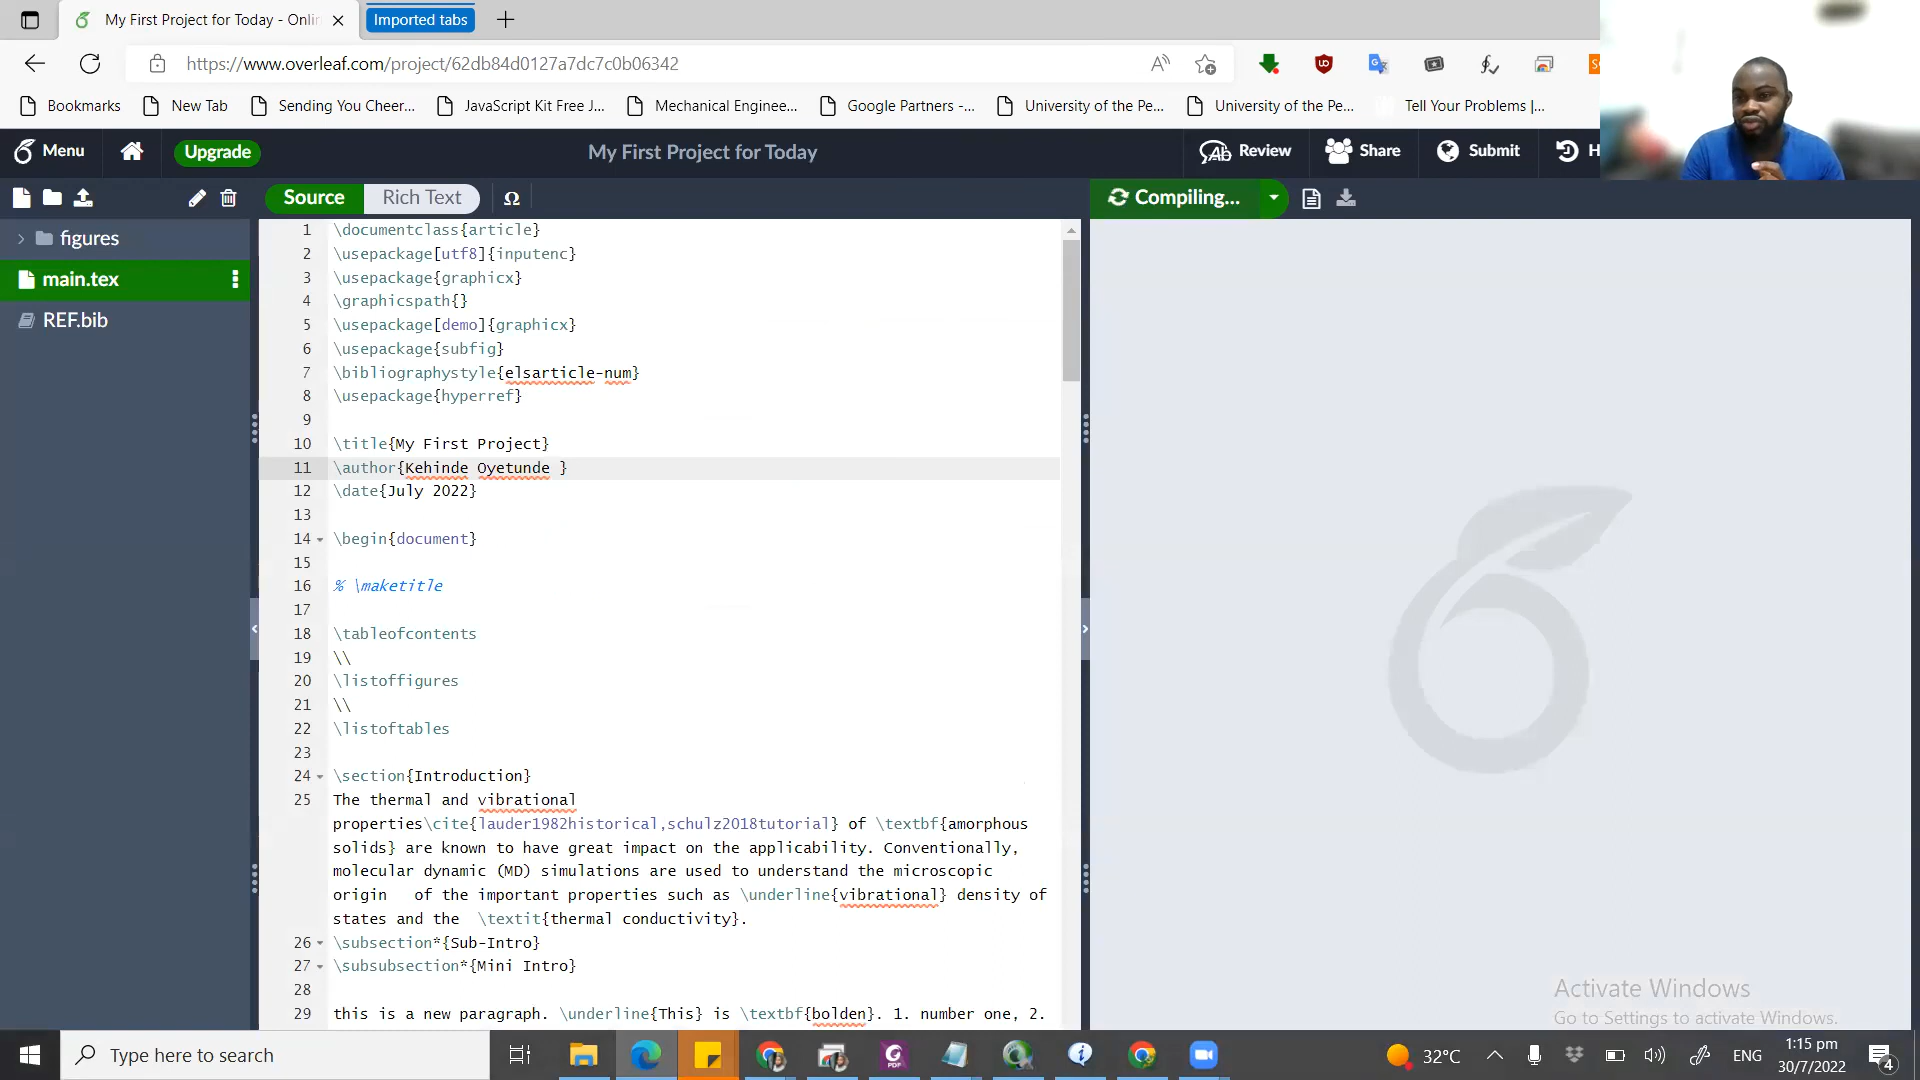 My First Project for Today - Onli
Imported tabs
https://www.overleaf.com/project/62db84d0127a7dc7c0b06342
Bookmarks
New Tab
Sending You Cheer...
JavaScript Kit Free J...
Mechanical Enginee...
Google Partners -...
University of the Pe...
University of the Pe...
Tell Your Problems |...
Menu
Upgrade
My First Project for Today
Review
Share
Submit
H
Source
Rich Text
Ω
Compiling...
figures
main.tex
REF.bib
1 \documentclass{article}
2 \usepackage[utf8]{inputenc}
3 \usepackage{graphicx}
4 \graphicspath{}
5 \usepackage[demo]{graphicx}
6 \usepackage{subfig}
7 \bibliographystyle{elsarticle-num}
8 \usepackage{hyperref}
9
10 \title{My First Project}
11 \author{Kehinde Oyetunde }
12 \date{July 2022}
13
14 \begin{document}
15
16 % \maketitle
17
18 \tableofcontents
19 \\
20 \listoffigures
21 \\
22 \listoftables
23
24 \section{Introduction}
25 The thermal and vibrational
properties\cite{lauder1982historical,schulz2018tutorial} of \textbf{amorphous
solids} are known to have great impact on the applicability. Conventionally,
molecular dynamic (MD) simulations are used to understand the microscopic
origin of the important properties such as \underline{vibrational} density of
states and the \textit{thermal conductivity}.
26 \subsection*{Sub-Intro}
27 \subsubsection*{Mini Intro}
28
29 this is a new paragraph. \underline{This} is \textbf{bolden}. 1. number one, 2.
Activate Windows
Go to Settings to activate Windows.
Type here to search
32°C
ENG
1:15 pm
30/7/2022
4